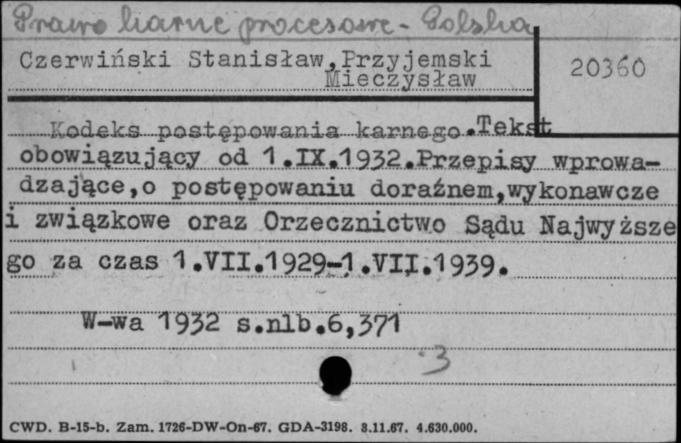 Prawo karne procesowe - Polska
Czerwiński Stanisław,Przyjemski
Mieczysław
20360
Kodeks postępowania karnego.Tekst
obowiązujący od 1.IX.1932.Przepisy wprowa-
dzające,o postępowaniu doraźnem,wykonawcze
i związkowe oraz Orzecznictwo Sądu Najwyższe
go za czas 1.VII.1929-1.VII.1939.
W-wa 1932 s.nlb.6,371
3
CWD. B-15-b. Zam. 1726-DW-On-67. GDA-3198. 8.11.67. 4.630.000.